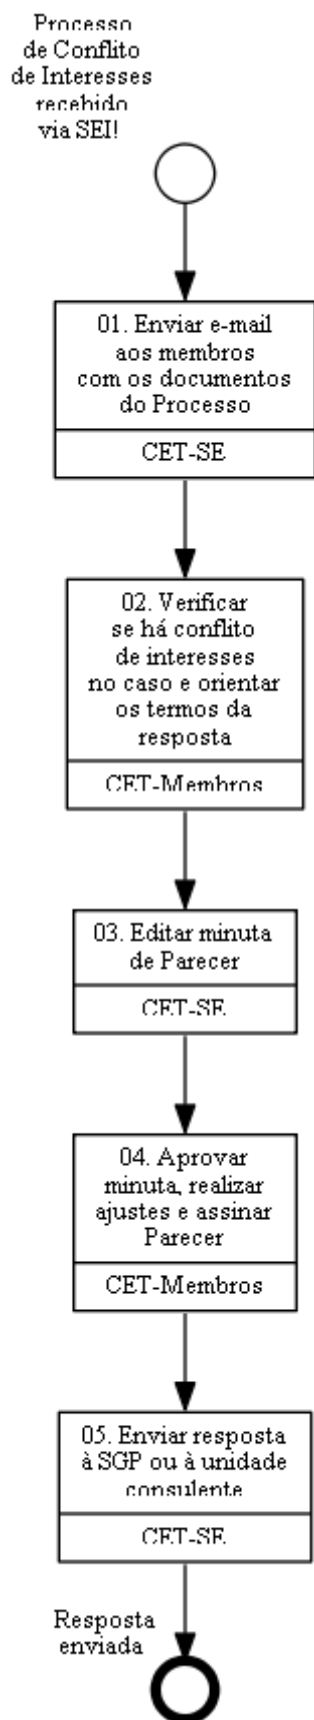 Processo
de Conflito
de Interesses
recebido
via SEI!
01. Enviar e-mail
aos membros
com os documentos
do Processo
CET-SE
02. Verificar
se há conflito
de interesses
no caso e orientar
os termos da
resposta
CET-Membros
03. Editar minuta
de Parecer
CET-SE
04. Aprovar
minuta, realizar
ajustes e assinar
Parecer
CET-Membros
05. Enviar resposta
à SGP ou à unidade
consulente
CET-SE
Resposta
enviada